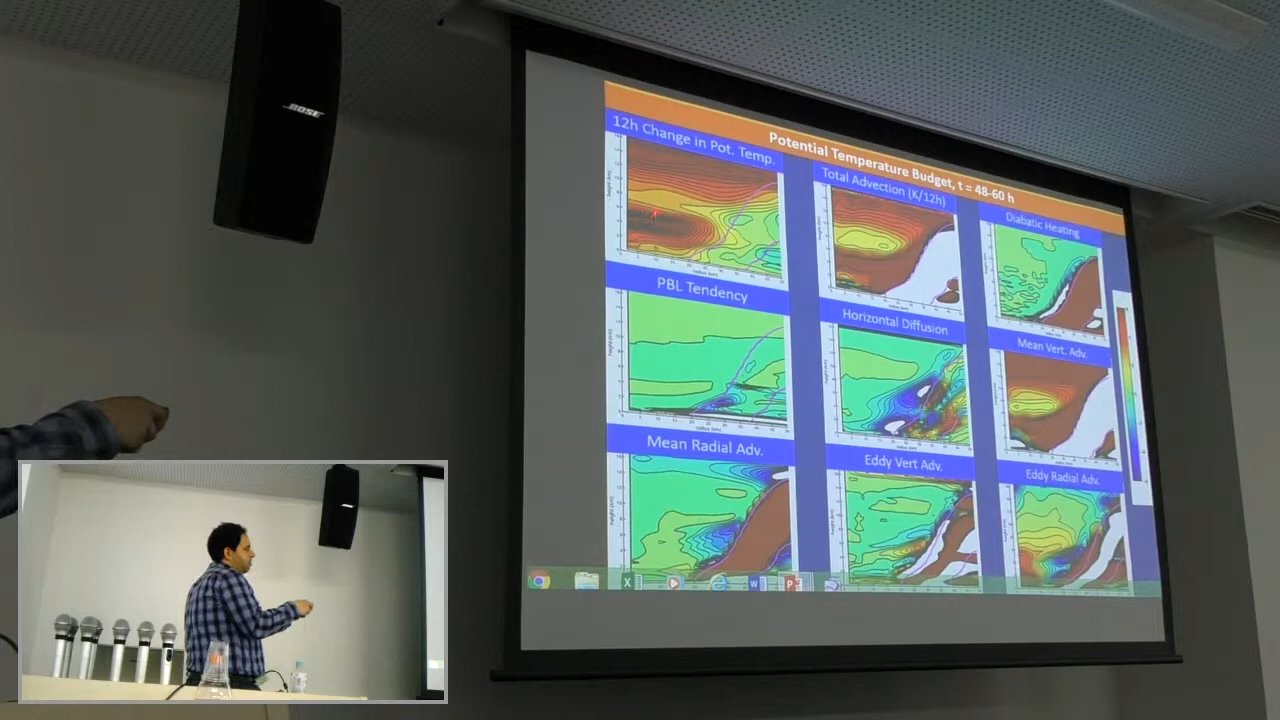 BOSE
Potential Temperature Budget, t = 48-60 h
12h Change in Pot. Temp.
Total Advection (K/12h)
Diabatic Heating
PBL Tendency
Horizontal Diffusion
Mean Vert. Adv.
Mean Radial Adv.
Eddy Vert Adv.
Eddy Radial Adv.